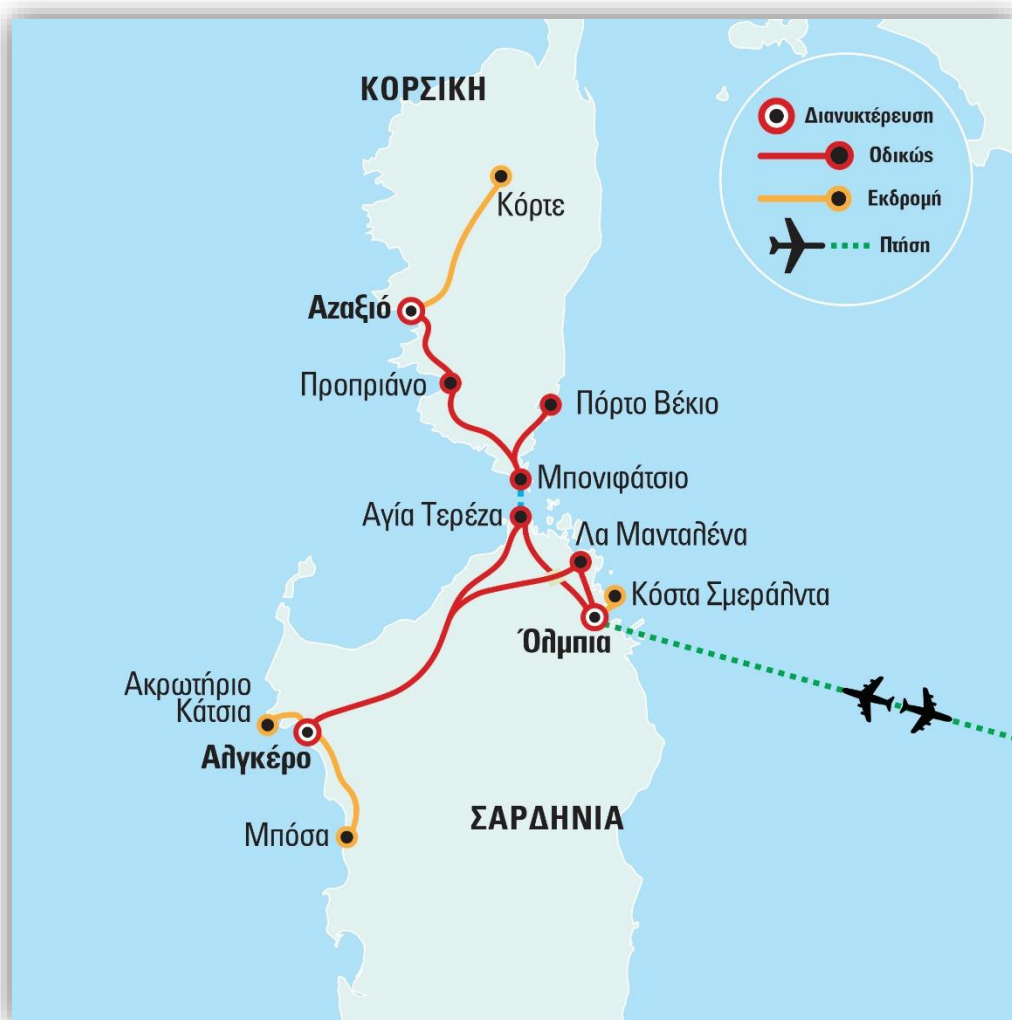 ΚΟΡΣΙΚΗ
Διανυκτέρευση
Οδικώς
Εκδρομή
Πτήση
Κόρτε
Αζαξιό
Προπριάνο
Πόρτο Βέκιο
Μπονιφάτσιο
Αγία Τερέζα
Λα Μανταλένα
Κόστα Σμεράλντα
Όλμπια
Ακρωτήριο
Κάτσια
Αλγκέρο
ΣΑΡΔΗΝΙΑ
Μπόσα